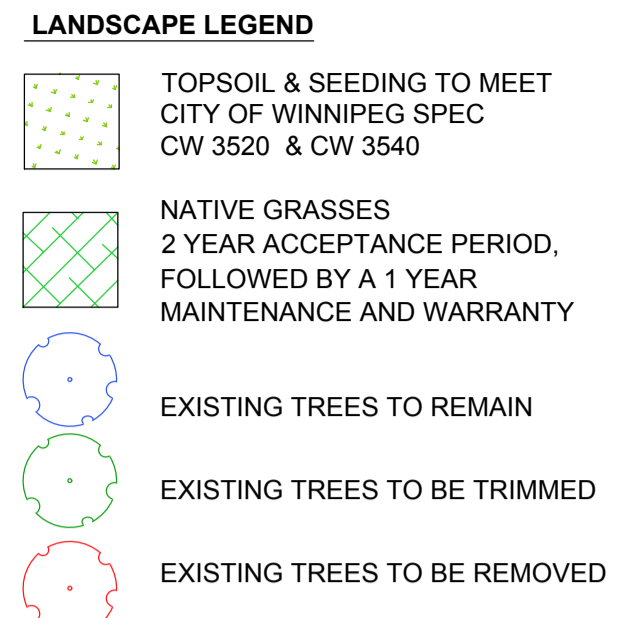 LANDSCAPE LEGEND
TOPSOIL & SEEDING TO MEET
CITY OF WINNIPEG SPEC
CW 3520 & CW 3540
NATIVE GRASSES
2 YEAR ACCEPTANCE PERIOD,
FOLLOWED BY A 1 YEAR
MAINTENANCE AND WARRANTY
EXISTING TREES TO REMAIN
EXISTING TREES TO BE TRIMMED
EXISTING TREES TO BE REMOVED